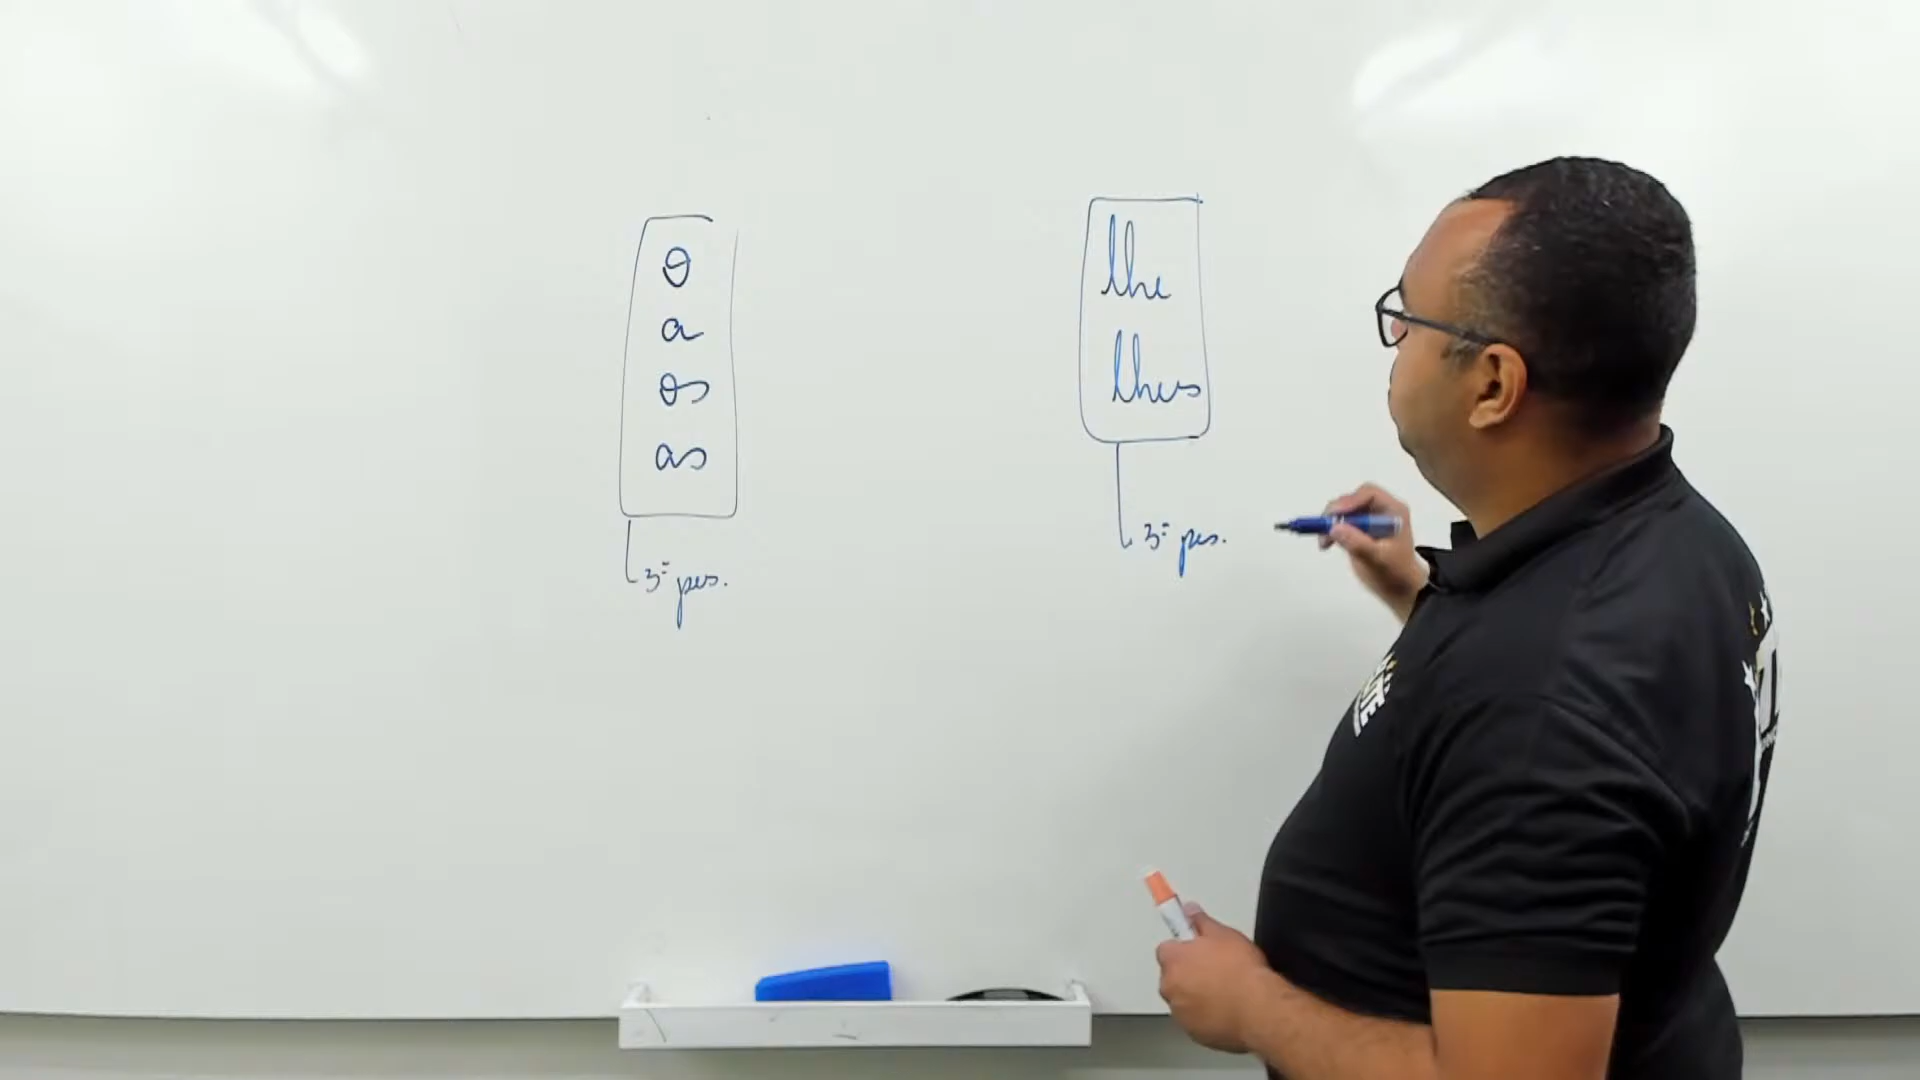 o
a
os
as
3ª pes.
lhe
lhes
3ª pes.